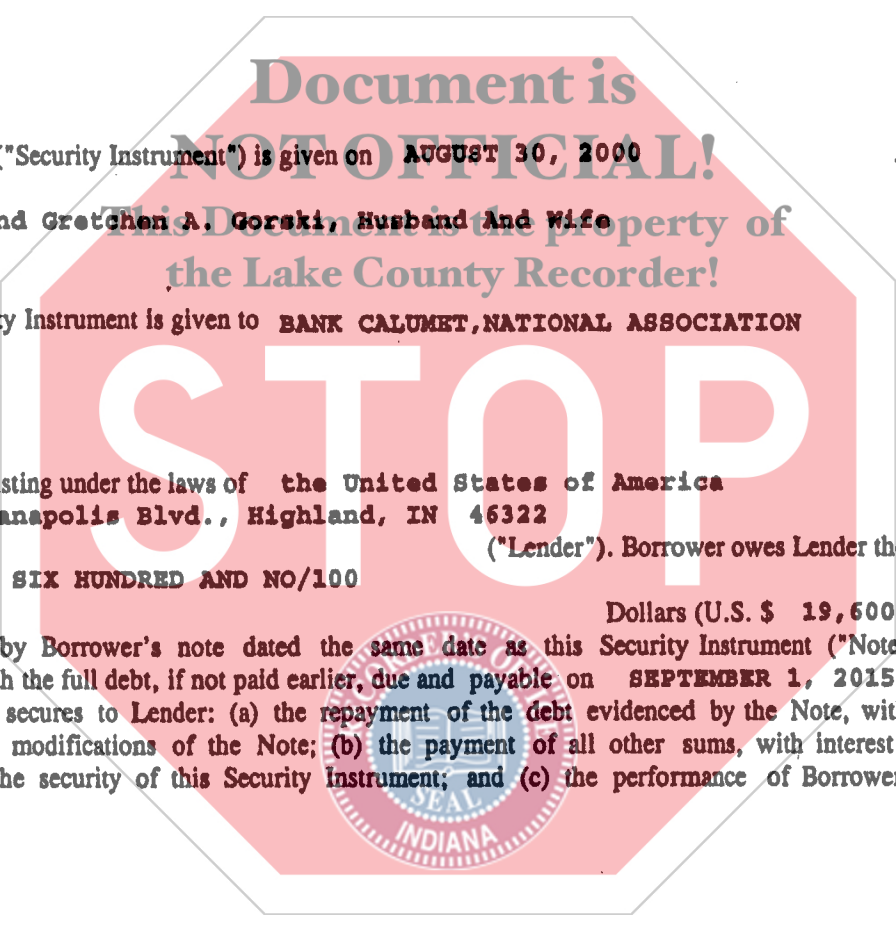 Document is
("Security Instrument") is given on AUGUST 30, 2000
NOT OFFICIAL!
nd Gretchen A. Gorski, Husband And Wife
This Document is the property of
the Lake County Recorder!
ty Instrument is given to BANK CALUMET, NATIONAL ASSOCIATION
STOP
sting under the laws of the United States of America
anapolis Blvd., Highland, IN 46322
("Lender"). Borrower owes Lender the
SIX HUNDRED AND NO/100
Dollars (U.S. $ 19,600
by Borrower's note dated the same date as this Security Instrument ("Note
h the full debt, if not paid earlier, due and payable on SEPTEMBER 1, 2015
secures to Lender: (a) the repayment of the debt evidenced by the Note, wit
modifications of the Note; (b) the payment of all other sums, with interest
he security of this Security Instrument; and (c) the performance of Borrower
SEAL
INDIANA